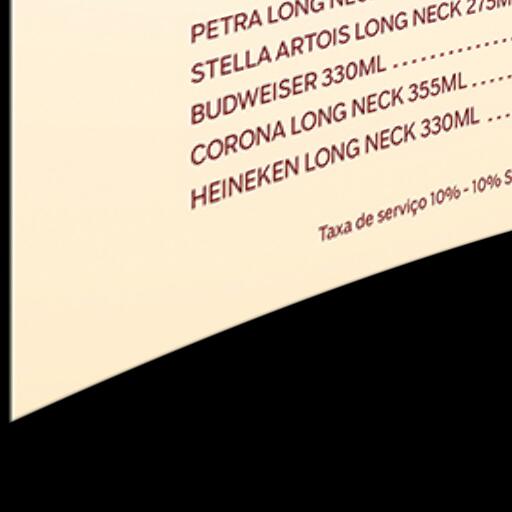 PETRA LONG
STELLA ARTOIS LONG NECK 275M
BUDWEISER 330ML ..............
CORONA LONG NECK 355ML .....
HEINEKEN LONG NECK 330ML ...
Taxa de serviço 10% - 10% S